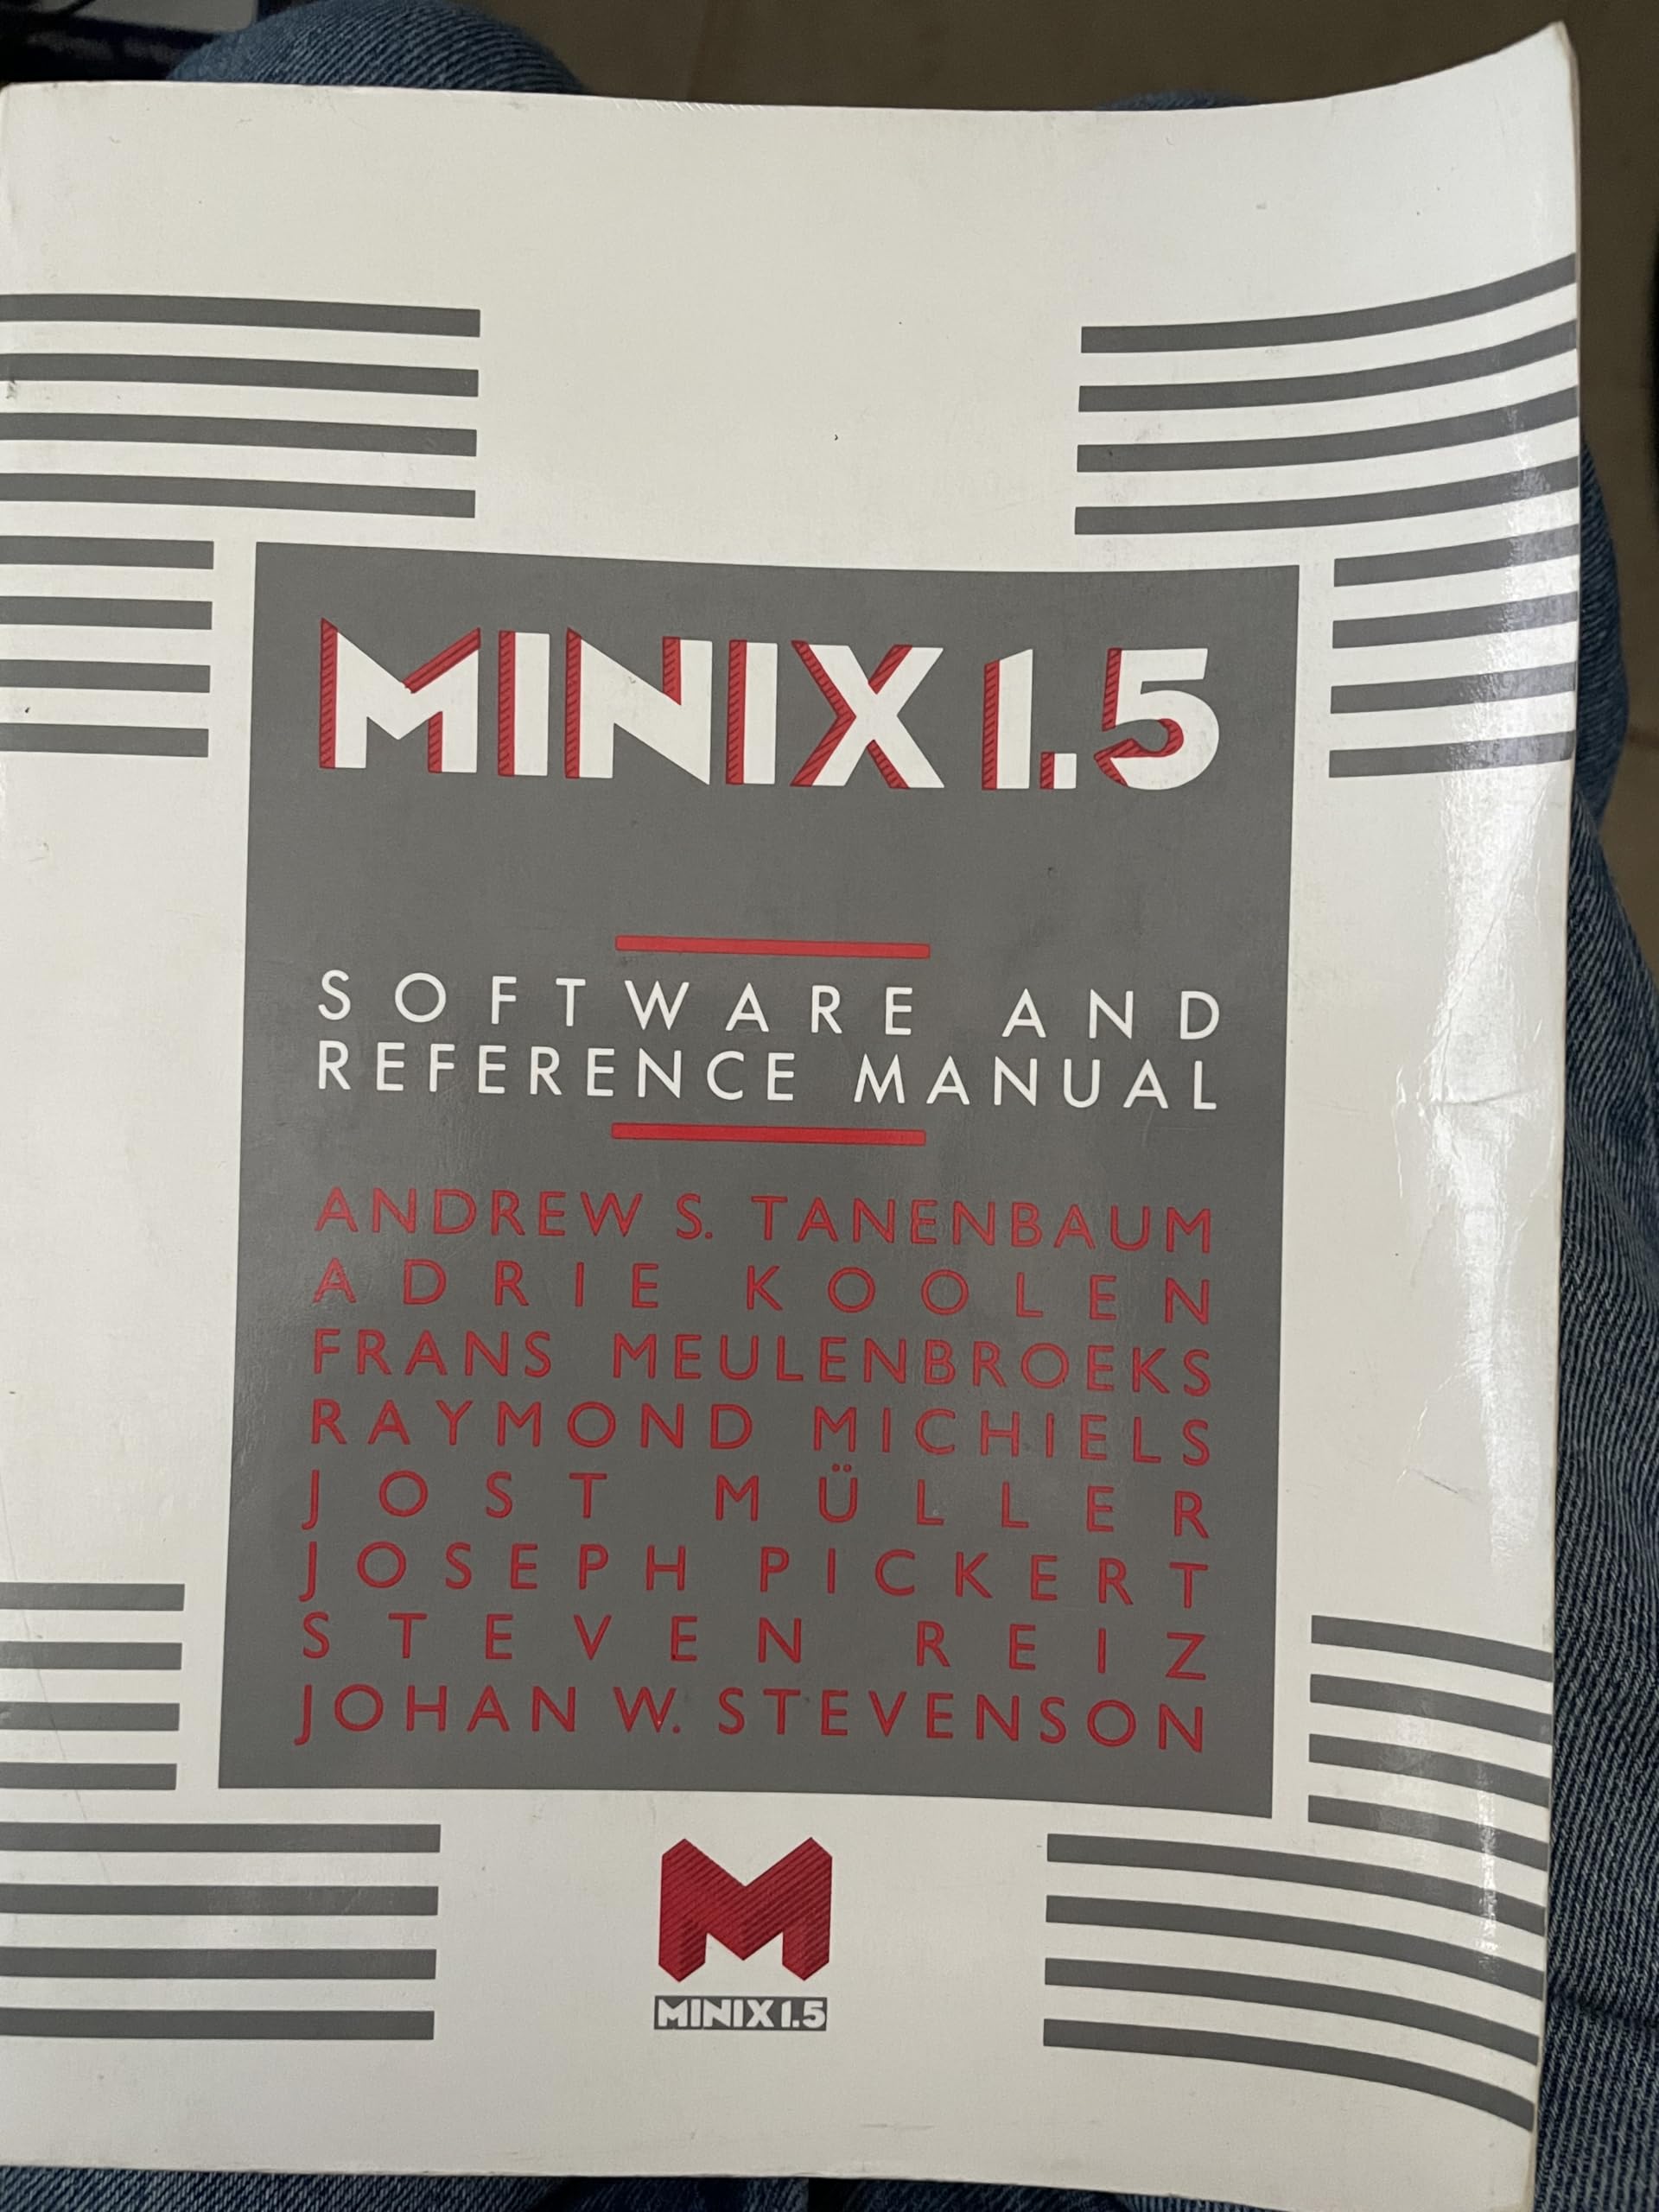 MINIX 1.5
SOFTWARE AND
REFERENCE MANUAL
ANDREW S. TANENBAUM
ADRIE KOOLEN
FRANS MEULENBROEKS
RAYMOND MICHIELS
JOST MÜLLER
JOSEPH PICKERT
STEVEN REIZ
JOHAN W. STEVENSON
M
MINIX 1.5